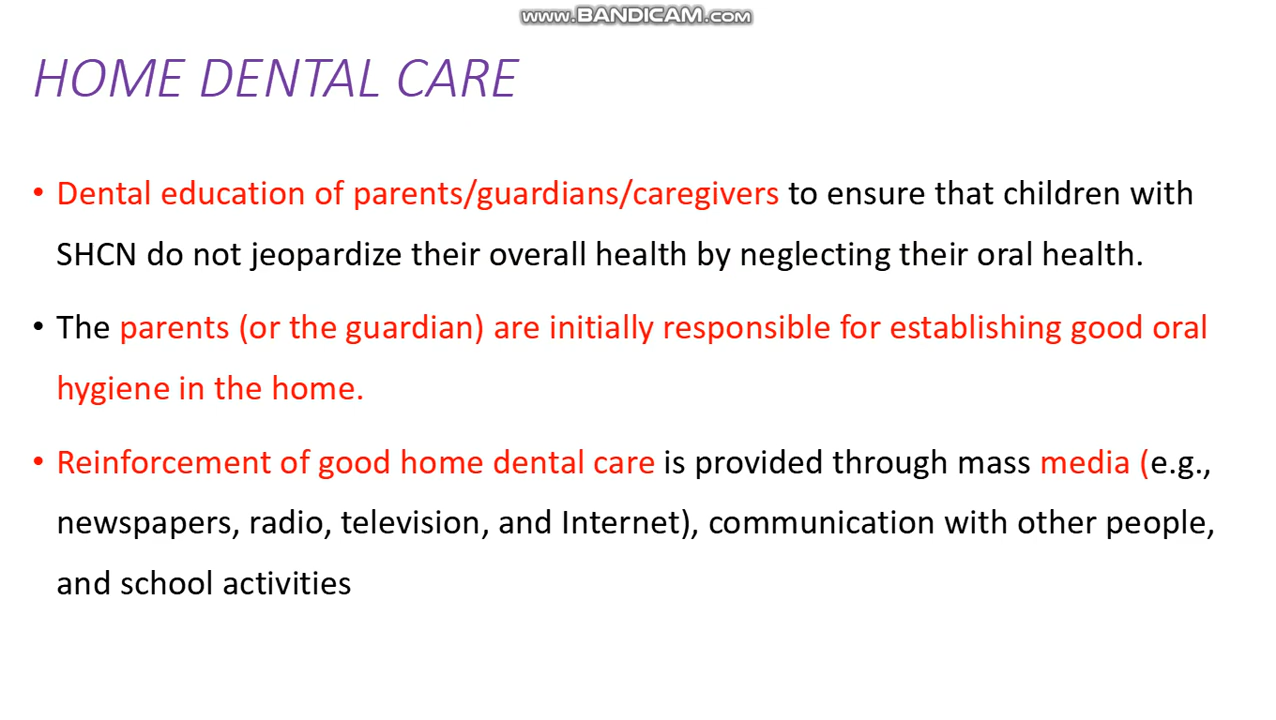 www.BANDICAM.com
HOME DENTAL CARE
• Dental education of parents/guardians/caregivers to ensure that children with
SHCN do not jeopardize their overall health by neglecting their oral health.
• The parents (or the guardian) are initially responsible for establishing good oral
hygiene in the home.
• Reinforcement of good home dental care is provided through mass media (e.g.,
newspapers, radio, television, and Internet), communication with other people,
and school activities